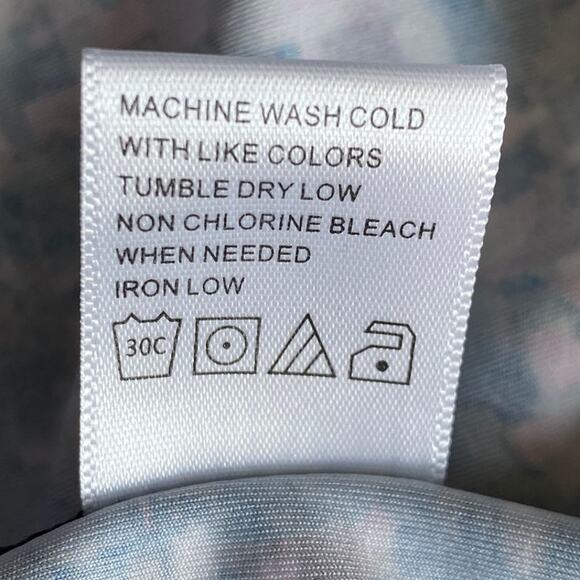 MACHINE WASH COLD
WITH LIKE COLORS
TUMBLE DRY LOW
NON CHLORINE BLEACH
WHEN NEEDED
IRON LOW
30C